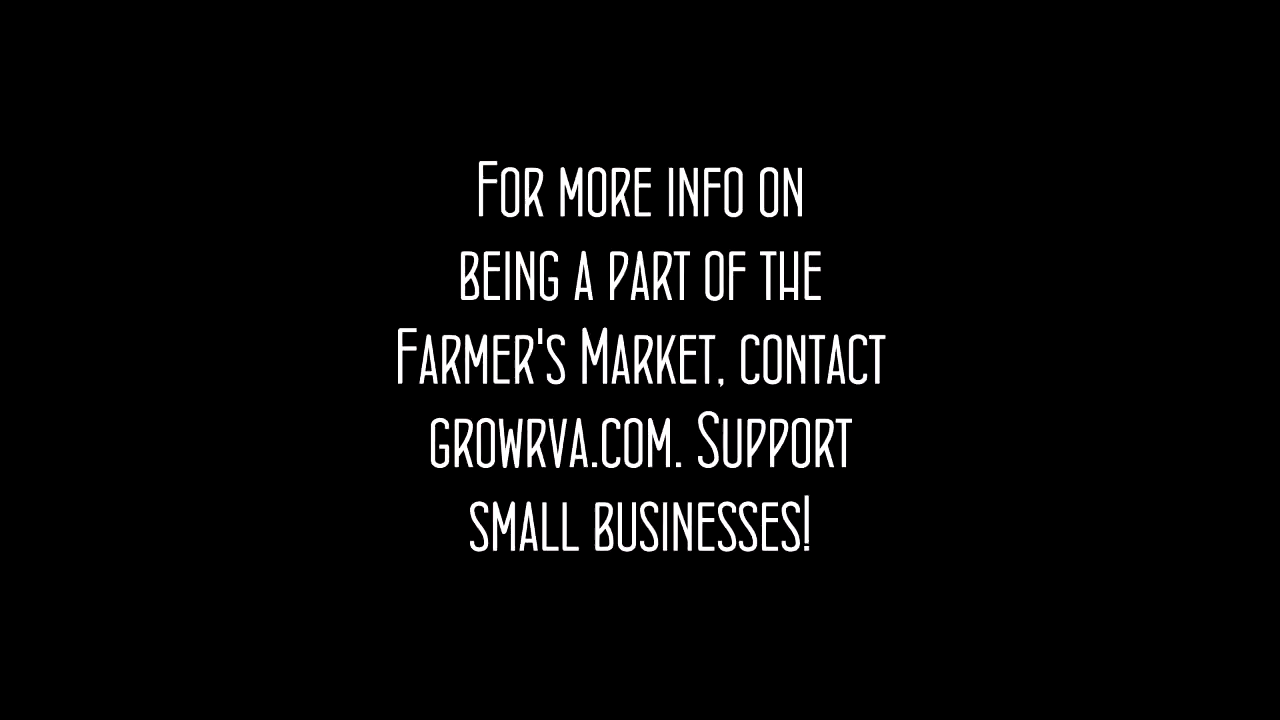 For more info on
being a part of the
Farmer's Market, contact
growrva.com. Support
small businesses!